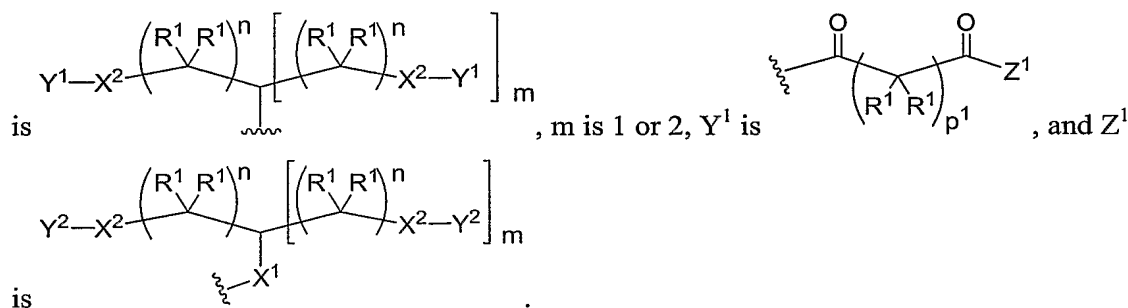 R¹ R¹ n R¹ R¹ n
Y¹—X² X²—Y¹ m
O O
Z¹
R¹ R¹ p¹
is , m is 1 or 2, Y¹ is , and Z¹
R¹ R¹ n R¹ R¹ n
Y²—X² X²—Y² m
X¹
is .